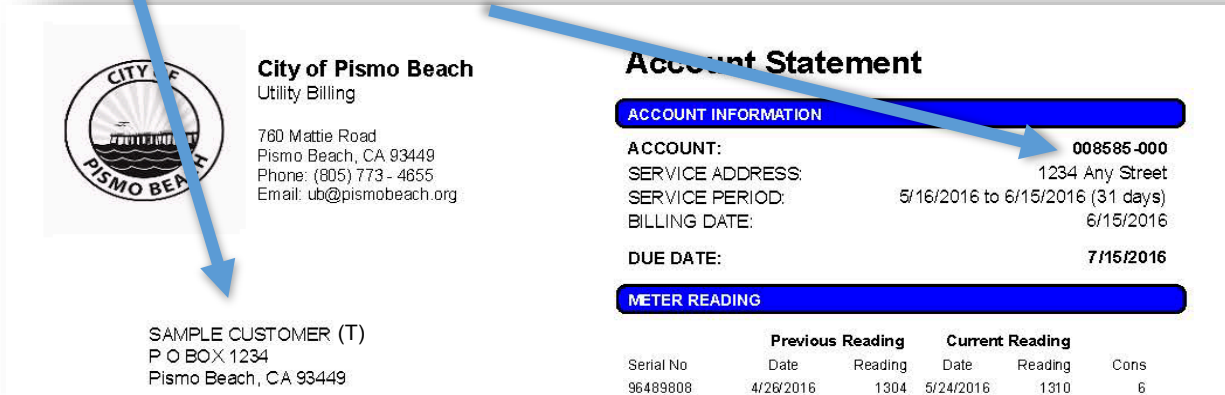 CITY OF
PISMO BEACH
City of Pismo Beach
Utility Billing
760 Mattie Road
Pismo Beach, CA 93449
Phone: (805) 773 - 4655
Email: ub@pismobeach.org
SAMPLE CUSTOMER (T)
P O BOX 1234
Pismo Beach, CA 93449
Account Statement
ACCOUNT INFORMATION
ACCOUNT: 008585-000
SERVICE ADDRESS: 1234 Any Street
SERVICE PERIOD: 5/16/2016 to 6/15/2016 (31 days)
BILLING DATE: 6/15/2016
DUE DATE: 7/15/2016
METER READING
Previous Reading Current Reading
Serial No Date Reading Date Reading Cons
96489808 4/26/2016 1304 5/24/2016 1310 6